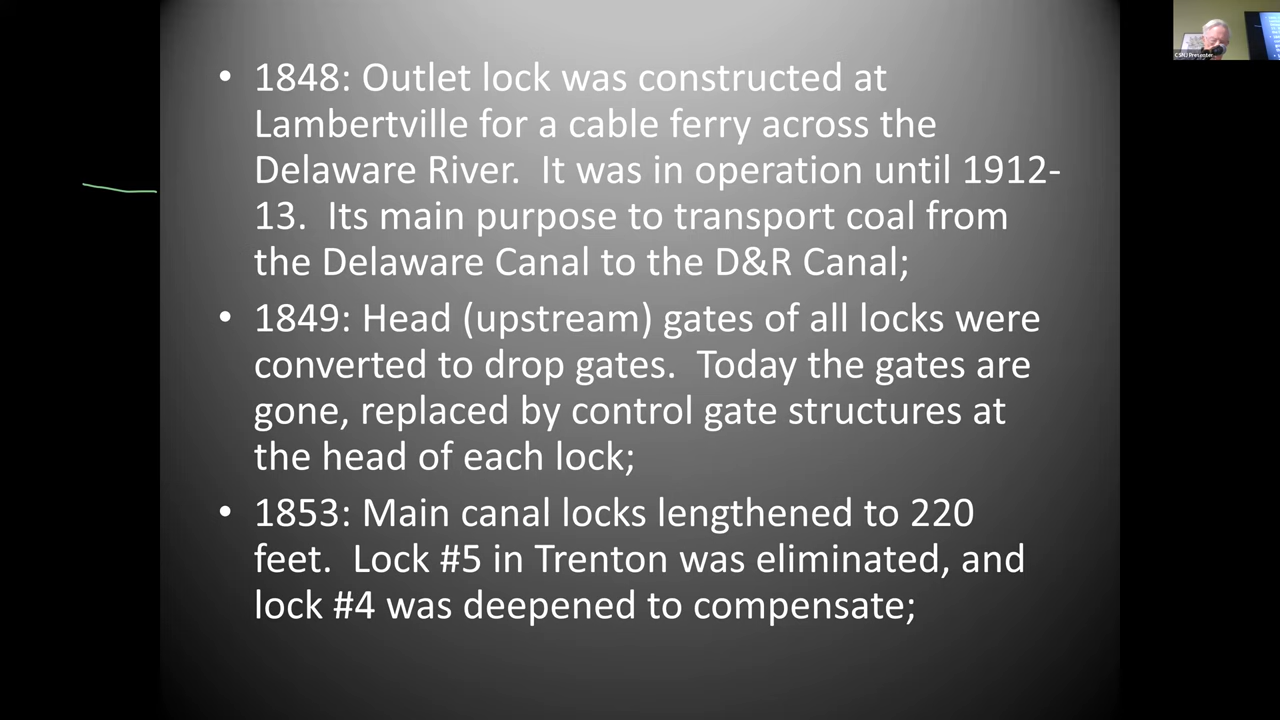 • 1848: Outlet lock was constructed at
Lambertville for a cable ferry across the
Delaware River.  It was in operation until 1912-
13.  Its main purpose to transport coal from
the Delaware Canal to the D&R Canal;
• 1849: Head (upstream) gates of all locks were
converted to drop gates.  Today the gates are
gone, replaced by control gate structures at
the head of each lock;
• 1853: Main canal locks lengthened to 220
feet.  Lock #5 in Trenton was eliminated, and
lock #4 was deepened to compensate;
CSNJ Presenter